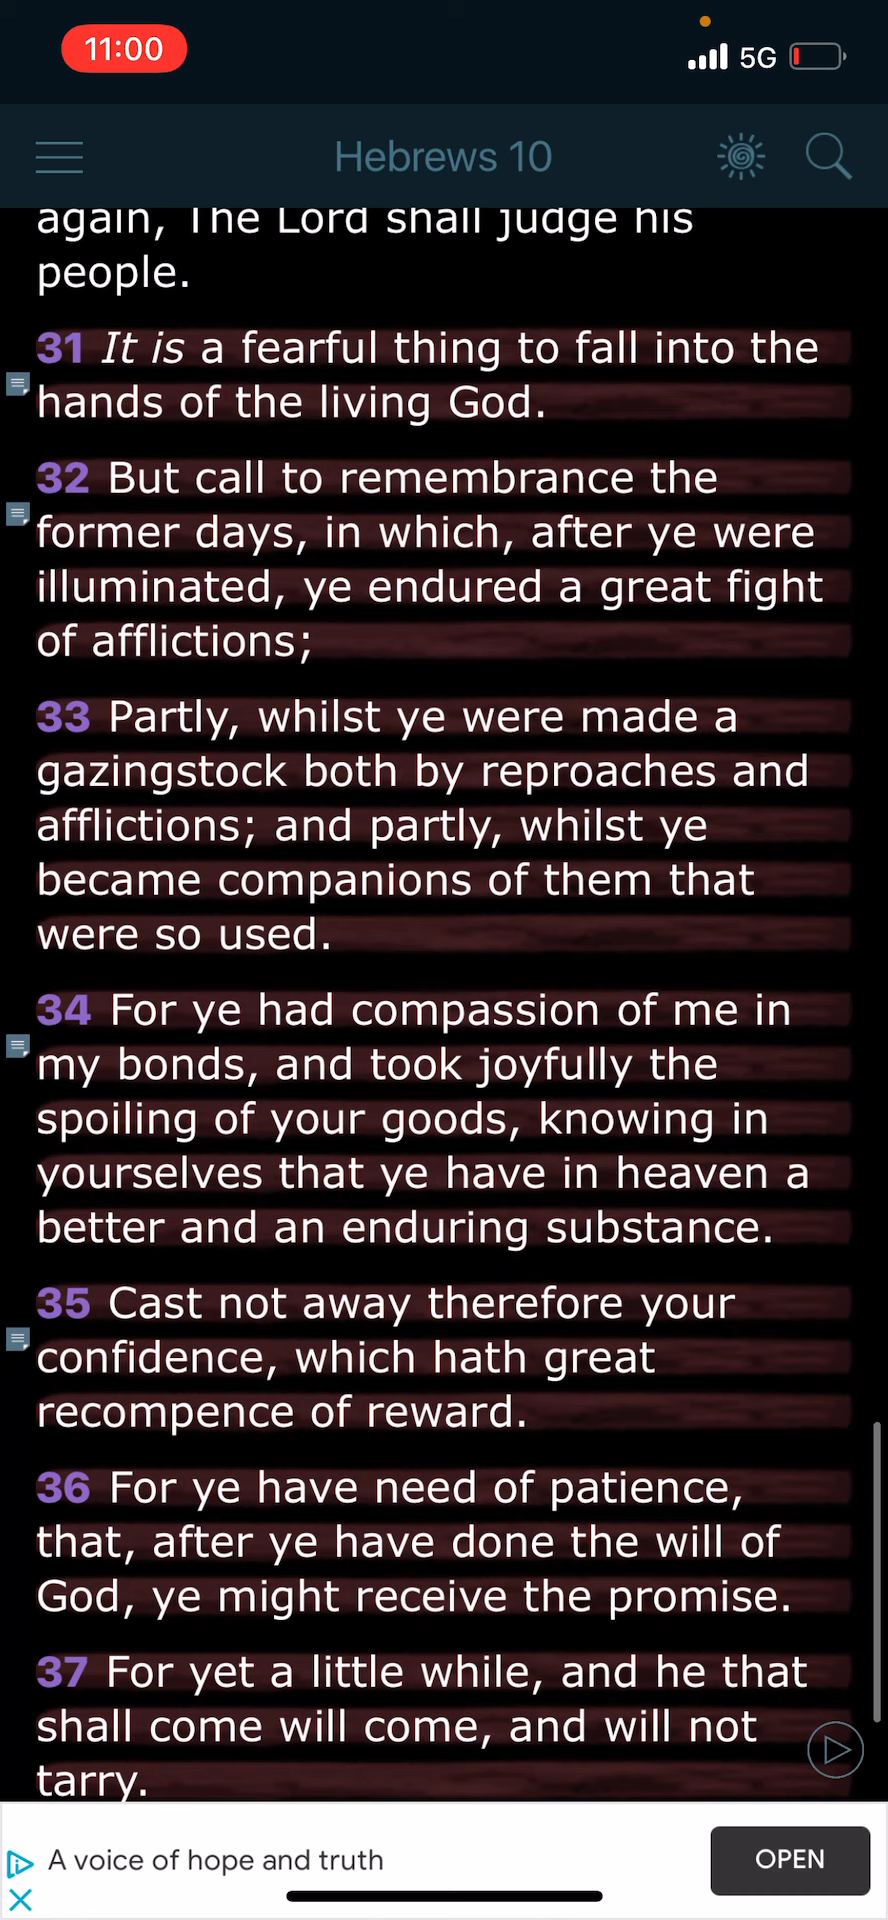 11:00
5G
Hebrews 10
again, The Lord shall judge his
people.
31 It is a fearful thing to fall into the
hands of the living God.
32 But call to remembrance the
former days, in which, after ye were
illuminated, ye endured a great fight
of afflictions;
33 Partly, whilst ye were made a
gazingstock both by reproaches and
afflictions; and partly, whilst ye
became companions of them that
were so used.
34 For ye had compassion of me in
my bonds, and took joyfully the
spoiling of your goods, knowing in
yourselves that ye have in heaven a
better and an enduring substance.
35 Cast not away therefore your
confidence, which hath great
recompence of reward.
36 For ye have need of patience,
that, after ye have done the will of
God, ye might receive the promise.
37 For yet a little while, and he that
shall come will come, and will not
tarry.
A voice of hope and truth
OPEN